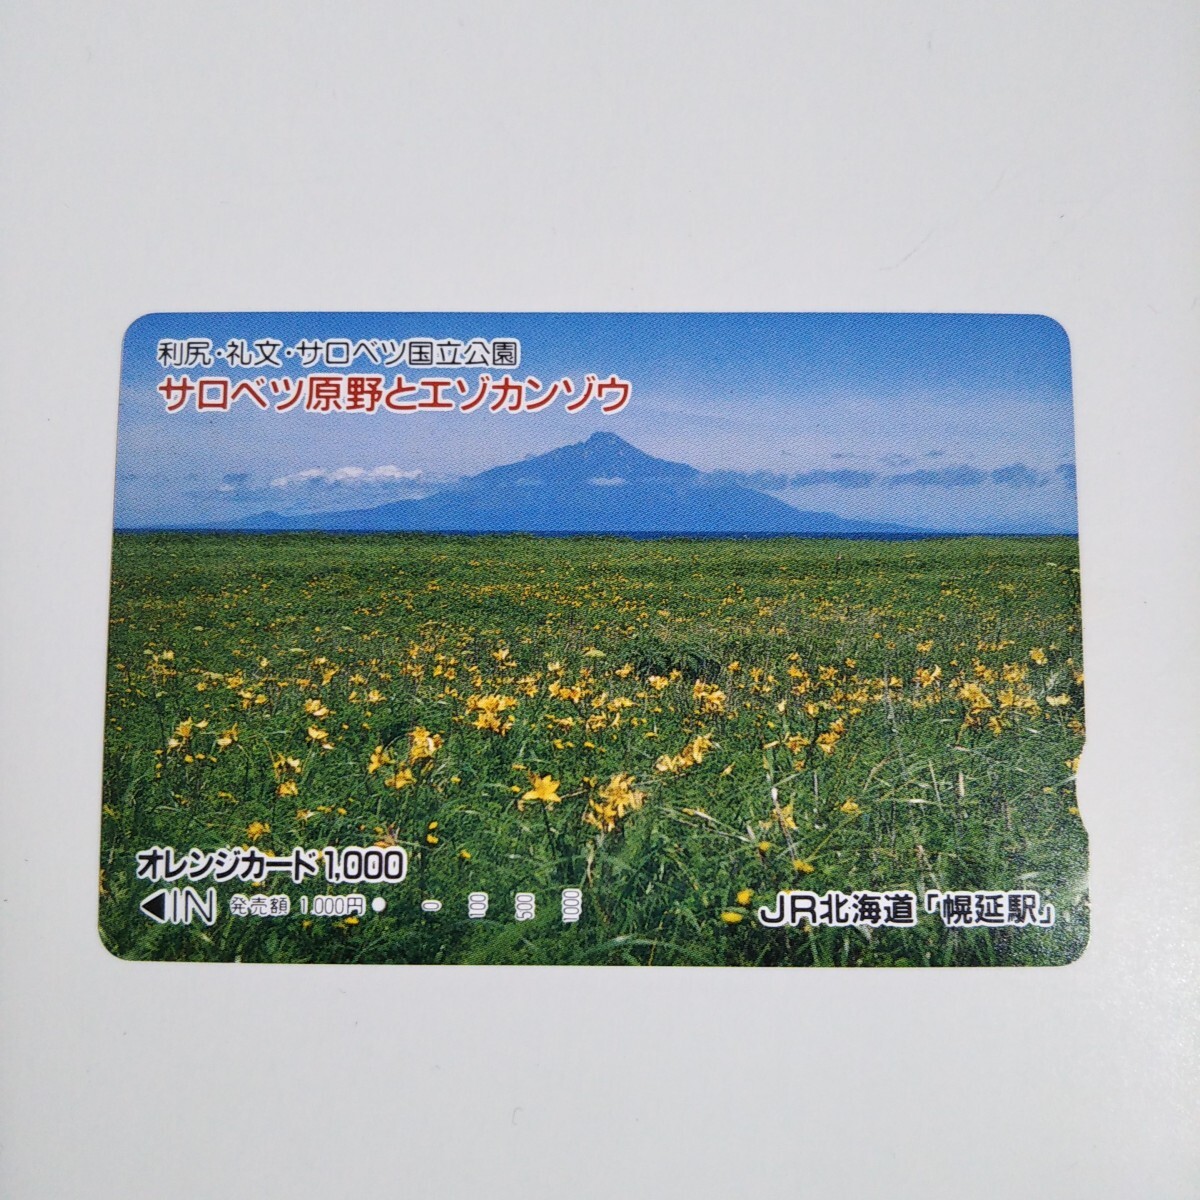 利尻・礼文・サロベツ国立公園
サロベツ原野とエゾカンゾウ
オレンジカード1,000
◀IN 発売額 1,000円 0 100 500 1000
JR北海道「幌延駅」